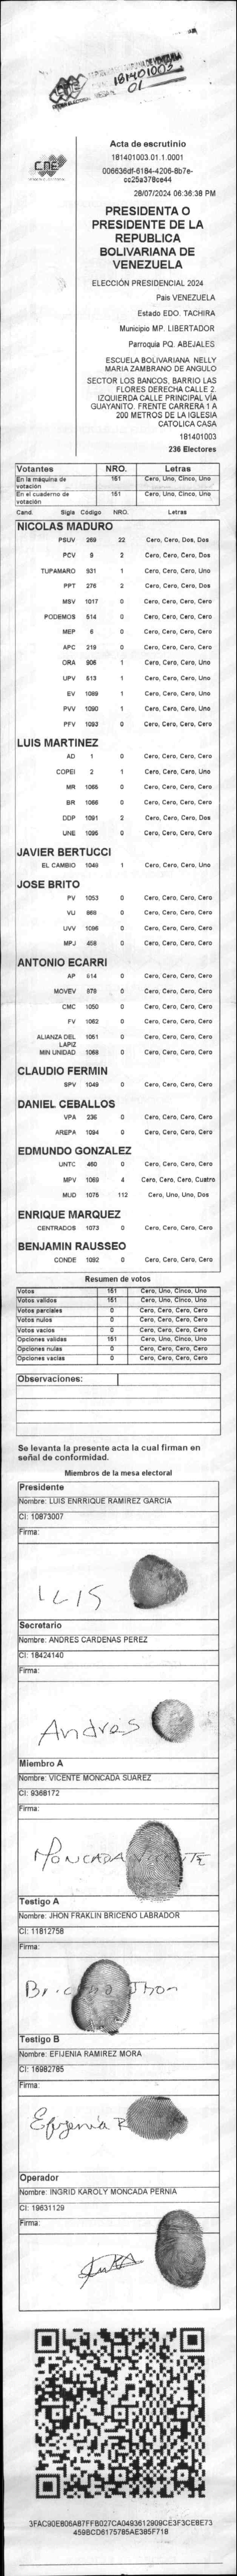 181401003
01
CNE
Acta de escrutinio
181401003.01.1.0001
28/07/2024 06:36:38 PM
PRESIDENTA O
PRESIDENTE DE LA
REPUBLICA
BOLIVARIANA DE
VENEZUELA
ELECCIÓN PRESIDENCIAL 2024
País VENEZUELA
Estado EDO. TACHIRA
Municipio MP. LIBERTADOR
Parroquia PQ. ABEJALES
ESCUELA BOLIVARIANA NELLY
MARIA ZAMBRANO DE ANGULO
SECTOR LOS BANCOS, BARRIO LAS
FLORES DERECHA CALLE 2.
IZQUIERDA CALLE PRINCIPAL VÍA
GUAYANITO. FRENTE CARRERA 1 A
200 METROS DE LA IGLESIA
CATOLICA CASA
181401003
236 Electores
Votantes NRO. Letras
En la máquina de votación 151 Cero, Uno, Cinco, Uno
En el cuaderno de votación 151 Cero, Uno, Cinco, Uno
Cand. Sigla Código NRO. Letras
NICOLAS MADURO
PSUV 269 22 Cero, Cero, Dos, Dos
PCV 9 2 Cero, Cero, Cero, Dos
TUPAMARO 931 1 Cero, Cero, Cero, Uno
PPT 276 2 Cero, Cero, Cero, Dos
MSV 1017 0 Cero, Cero, Cero, Cero
PODEMOS 514 0 Cero, Cero, Cero, Cero
MEP 6 0 Cero, Cero, Cero, Cero
APC 219 0 Cero, Cero, Cero, Cero
ORA 906 1 Cero, Cero, Cero, Uno
UPV 513 1 Cero, Cero, Cero, Uno
EV 1089 1 Cero, Cero, Cero, Uno
PVV 1090 1 Cero, Cero, Cero, Uno
PFV 1093 0 Cero, Cero, Cero, Cero
LUIS MARTINEZ
AD 1 0 Cero, Cero, Cero, Cero
COPEI 2 1 Cero, Cero, Cero, Uno
MR 1065 0 Cero, Cero, Cero, Cero
BR 1066 0 Cero, Cero, Cero, Cero
DDP 1091 2 Cero, Cero, Cero, Dos
UNE 1095 0 Cero, Cero, Cero, Cero
JAVIER BERTUCCI
EL CAMBIO 1049 1 Cero, Cero, Cero, Uno
JOSE BRITO
PV 1053 0 Cero, Cero, Cero, Cero
VU 868 0 Cero, Cero, Cero, Cero
UVV 1096 0 Cero, Cero, Cero, Cero
MPJ 458 0 Cero, Cero, Cero, Cero
ANTONIO ECARRI
AP 614 0 Cero, Cero, Cero, Cero
MOVEV 878 0 Cero, Cero, Cero, Cero
CMC 1050 0 Cero, Cero, Cero, Cero
FV 1062 0 Cero, Cero, Cero, Cero
ALIANZA DEL LAPIZ 1051 0 Cero, Cero, Cero, Cero
MIN UNIDAD 1068 0 Cero, Cero, Cero, Cero
CLAUDIO FERMIN
SPV 1049 0 Cero, Cero, Cero, Cero
DANIEL CEBALLOS
VPA 236 0 Cero, Cero, Cero, Cero
AREPA 1094 0 Cero, Cero, Cero, Cero
EDMUNDO GONZALEZ
UNTC 460 0 Cero, Cero, Cero, Cero
MPV 1069 4 Cero, Cero, Cero, Cuatro
MUD 1075 112 Cero, Uno, Uno, Dos
ENRIQUE MARQUEZ
CENTRADOS 1073 0 Cero, Cero, Cero, Cero
BENJAMIN RAUSSEO
CONDE 1092 0 Cero, Cero, Cero, Cero
Resumen de votos
Votos 151 Cero, Uno, Cinco, Uno
Votos validos 151 Cero, Uno, Cinco, Uno
Votos parciales 0 Cero, Cero, Cero, Cero
Votos nulos 0 Cero, Cero, Cero, Cero
Votos vacios 0 Cero, Cero, Cero, Cero
Opciones validas 151 Cero, Uno, Cinco, Uno
Opciones nulas 0 Cero, Cero, Cero, Cero
Opciones vacias 0 Cero, Cero, Cero, Cero
Observaciones:
Se levanta la presente acta la cual firman en
señal de conformidad.
Miembros de la mesa electoral
Presidente
Nombre: LUIS ENRRIQUE RAMIREZ GARCIA
CI: 10873007
Firma:
LUIS
Secretario
Nombre: ANDRES CARDENAS PEREZ
CI: 18424140
Firma:
Andres
Miembro A
Nombre: VICENTE MONCADA SUAREZ
CI: 9368172
Firma:
MONCADA VICENTE
Testigo A
Nombre: JHON FRAKLIN BRICEÑO LABRADOR
CI: 11812758
Firma:
Briceño Jhon
Testigo B
Nombre: EFIJENIA RAMIREZ MORA
CI: 16982785
Firma:
Efijenia R
Operador
Nombre: INGRID KAROLY MONCADA PERNIA
CI: 19631129
Firma: